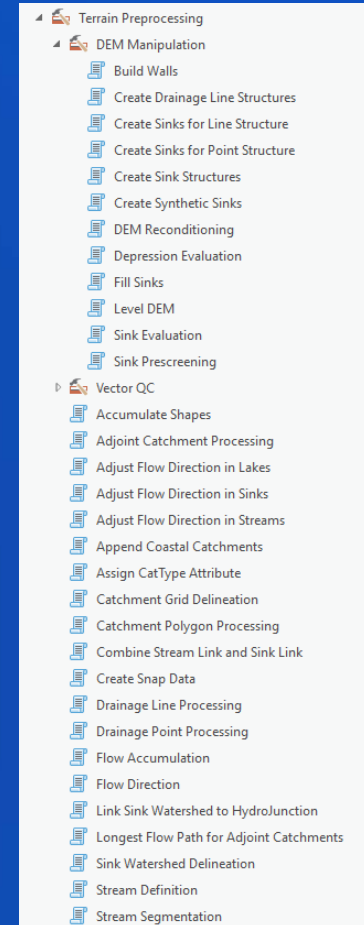 Terrain Preprocessing
DEM Manipulation
Build Walls
Create Drainage Line Structures
Create Sinks for Line Structure
Create Sinks for Point Structure
Create Sink Structures
Create Synthetic Sinks
DEM Reconditioning
Depression Evaluation
Fill Sinks
Level DEM
Sink Evaluation
Sink Prescreening
Vector QC
Accumulate Shapes
Adjoint Catchment Processing
Adjust Flow Direction in Lakes
Adjust Flow Direction in Sinks
Adjust Flow Direction in Streams
Append Coastal Catchments
Assign CatType Attribute
Catchment Grid Delineation
Catchment Polygon Processing
Combine Stream Link and Sink Link
Create Snap Data
Drainage Line Processing
Drainage Point Processing
Flow Accumulation
Flow Direction
Link Sink Watershed to HydroJunction
Longest Flow Path for Adjoint Catchments
Sink Watershed Delineation
Stream Definition
Stream Segmentation